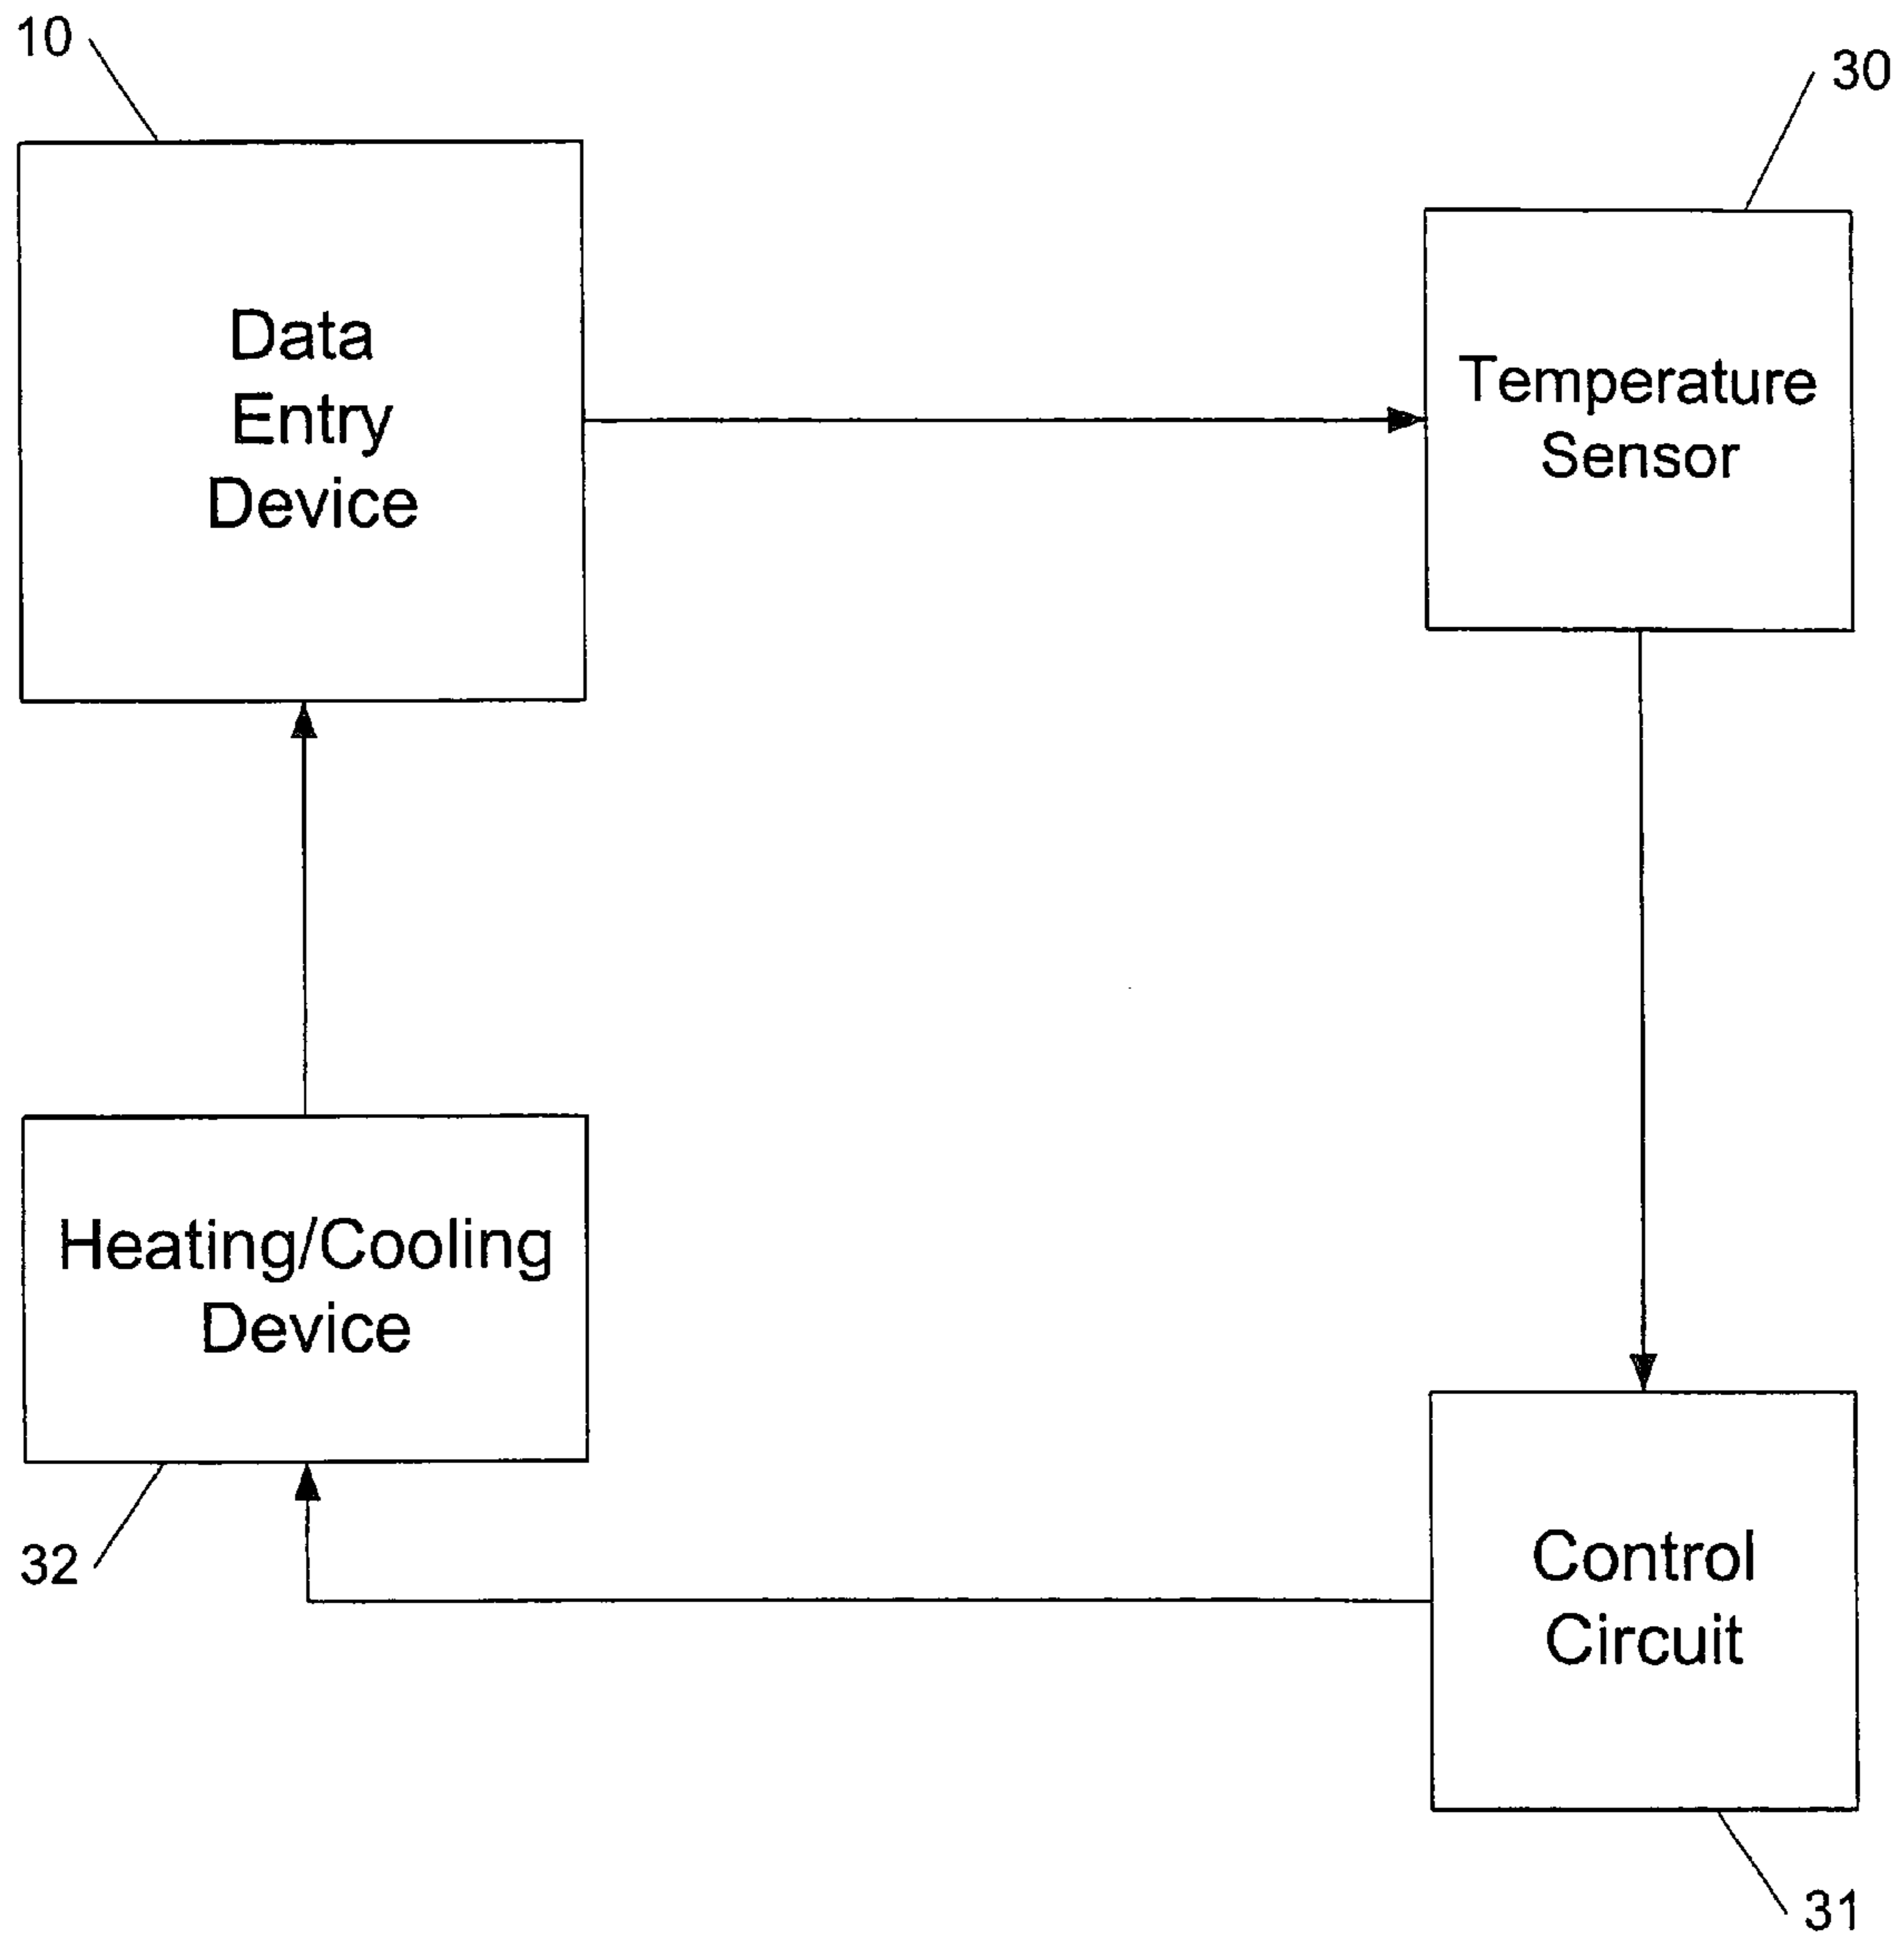 10
30
Data
Entry
Device
Temperature
Sensor
Heating/Cooling
Device
32
Control
Circuit
31